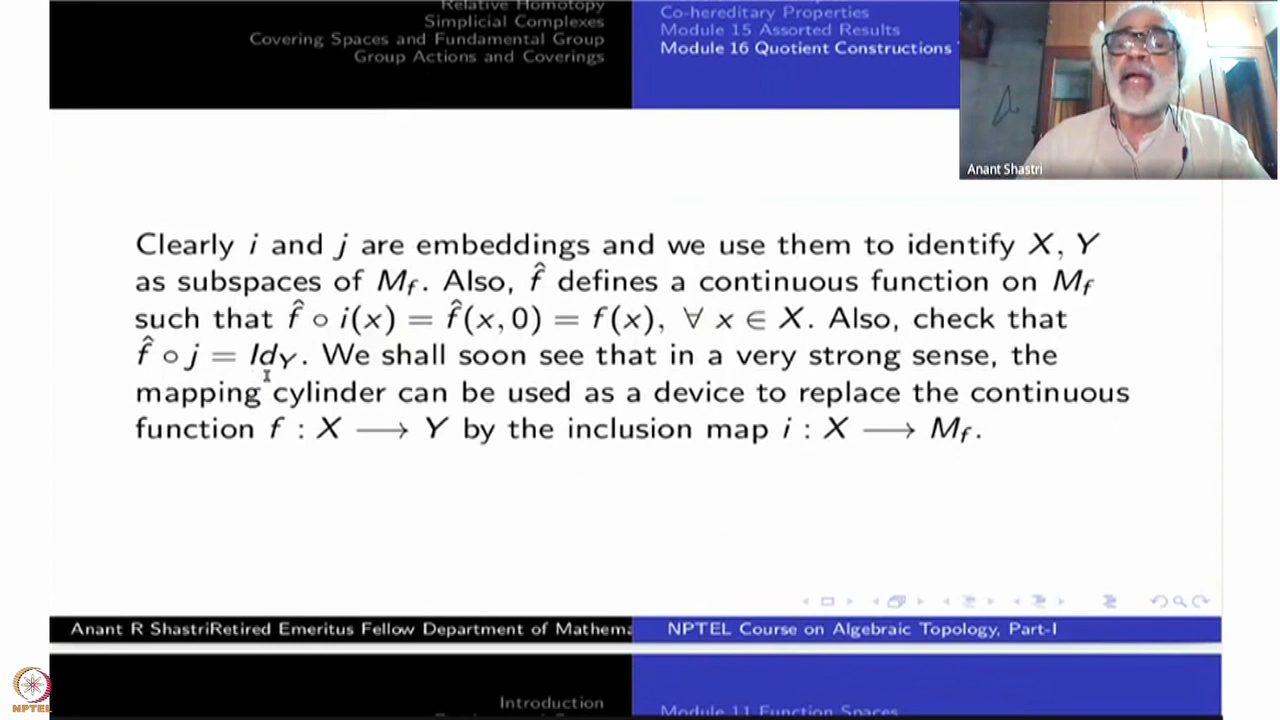 Relative Homotopy
Simplicial Complexes
Covering Spaces and Fundamental Group
Group Actions and Coverings
Co-hereditary Properties
Module 15 Assorted Results
Module 16 Quotient Constructions
Anant Shastri
Clearly i and j are embeddings and we use them to identify X, Y
as subspaces of M_f. Also, f̂ defines a continuous function on M_f
such that f̂ ∘ i(x) = f̂(x, 0) = f(x), ∀ x ∈ X. Also, check that
f̂ ∘ j = Id_Y. We shall soon see that in a very strong sense, the
mapping cylinder can be used as a device to replace the continuous
function f : X ⟶ Y by the inclusion map i : X ⟶ M_f.
Anant R ShastriRetired Emeritus Fellow Department of Mathema
NPTEL Course on Algebraic Topology, Part-I
NPTEL
Introduction
Module 11 Function Spaces